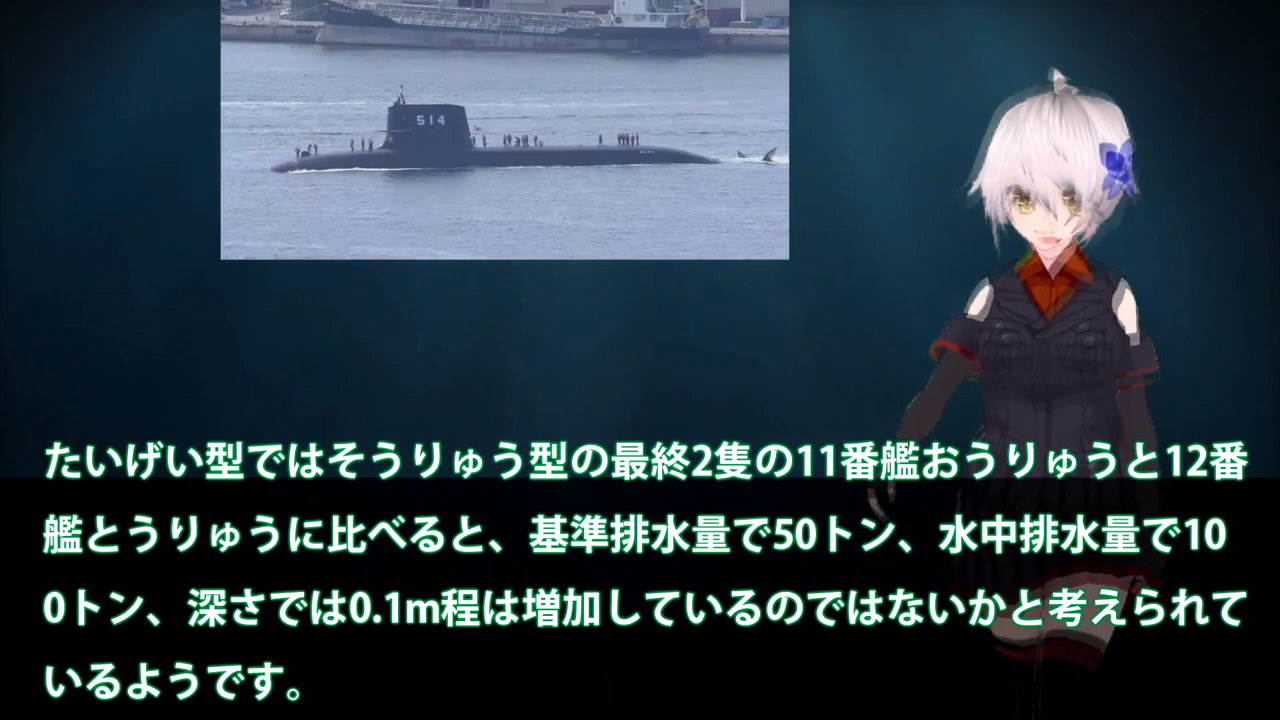 514
たいげい型ではそうりゅう型の最終2隻の11番艦おうりゅうと12番
艦とうりゅうに比べると、基準排水量で50トン、水中排水量で10
0トン、深さでは0.1m程は増加しているのではないかと考えられて
いるようです。